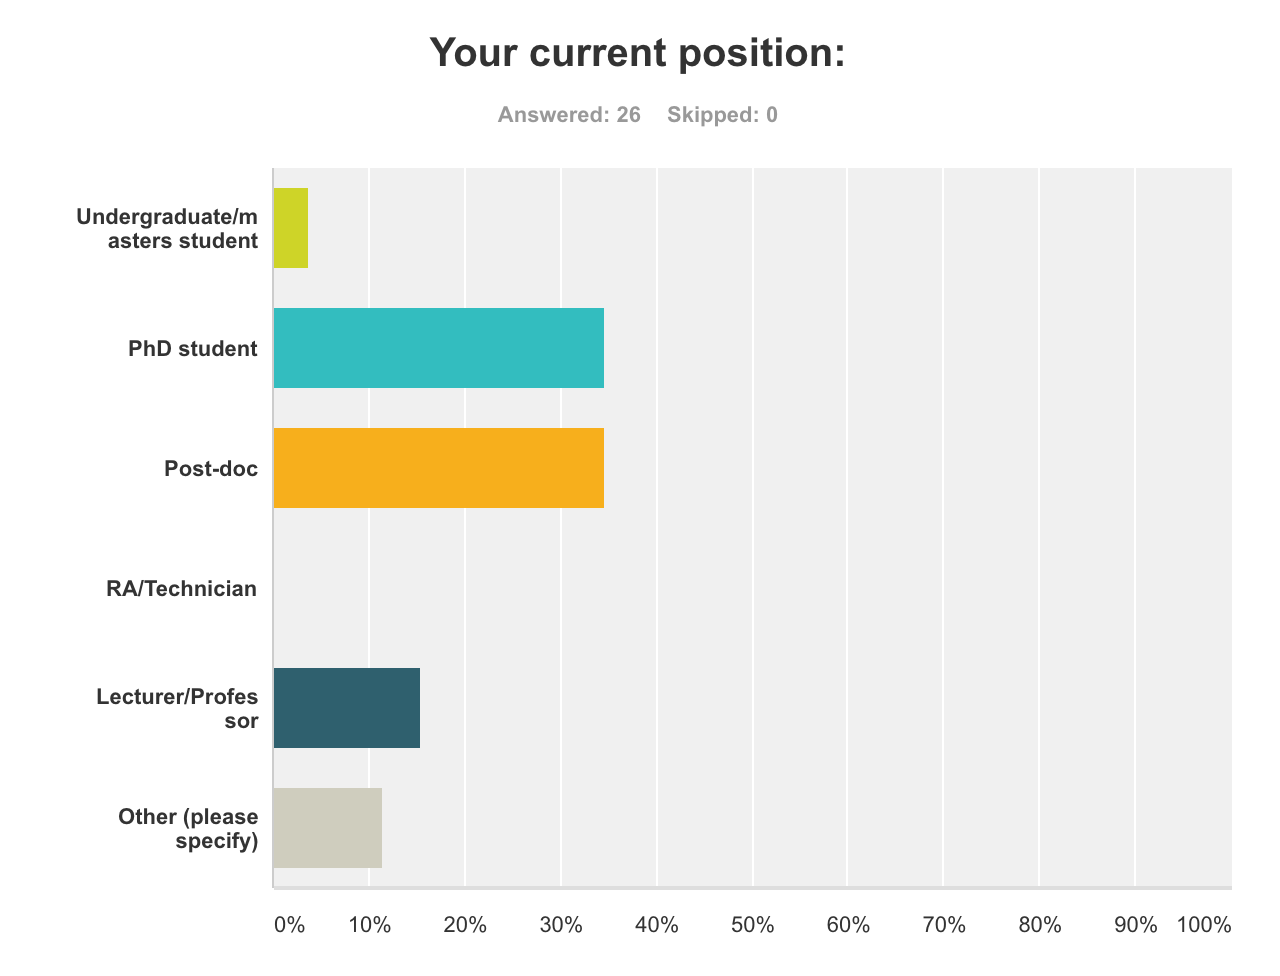 Your current position:
Answered: 26 Skipped: 0
Undergraduate/m
asters student
PhD student
Post-doc
RA/Technician
Lecturer/Profes
sor
Other (please
specify)
0% 10% 20% 30% 40% 50% 60% 70% 80% 90% 100%